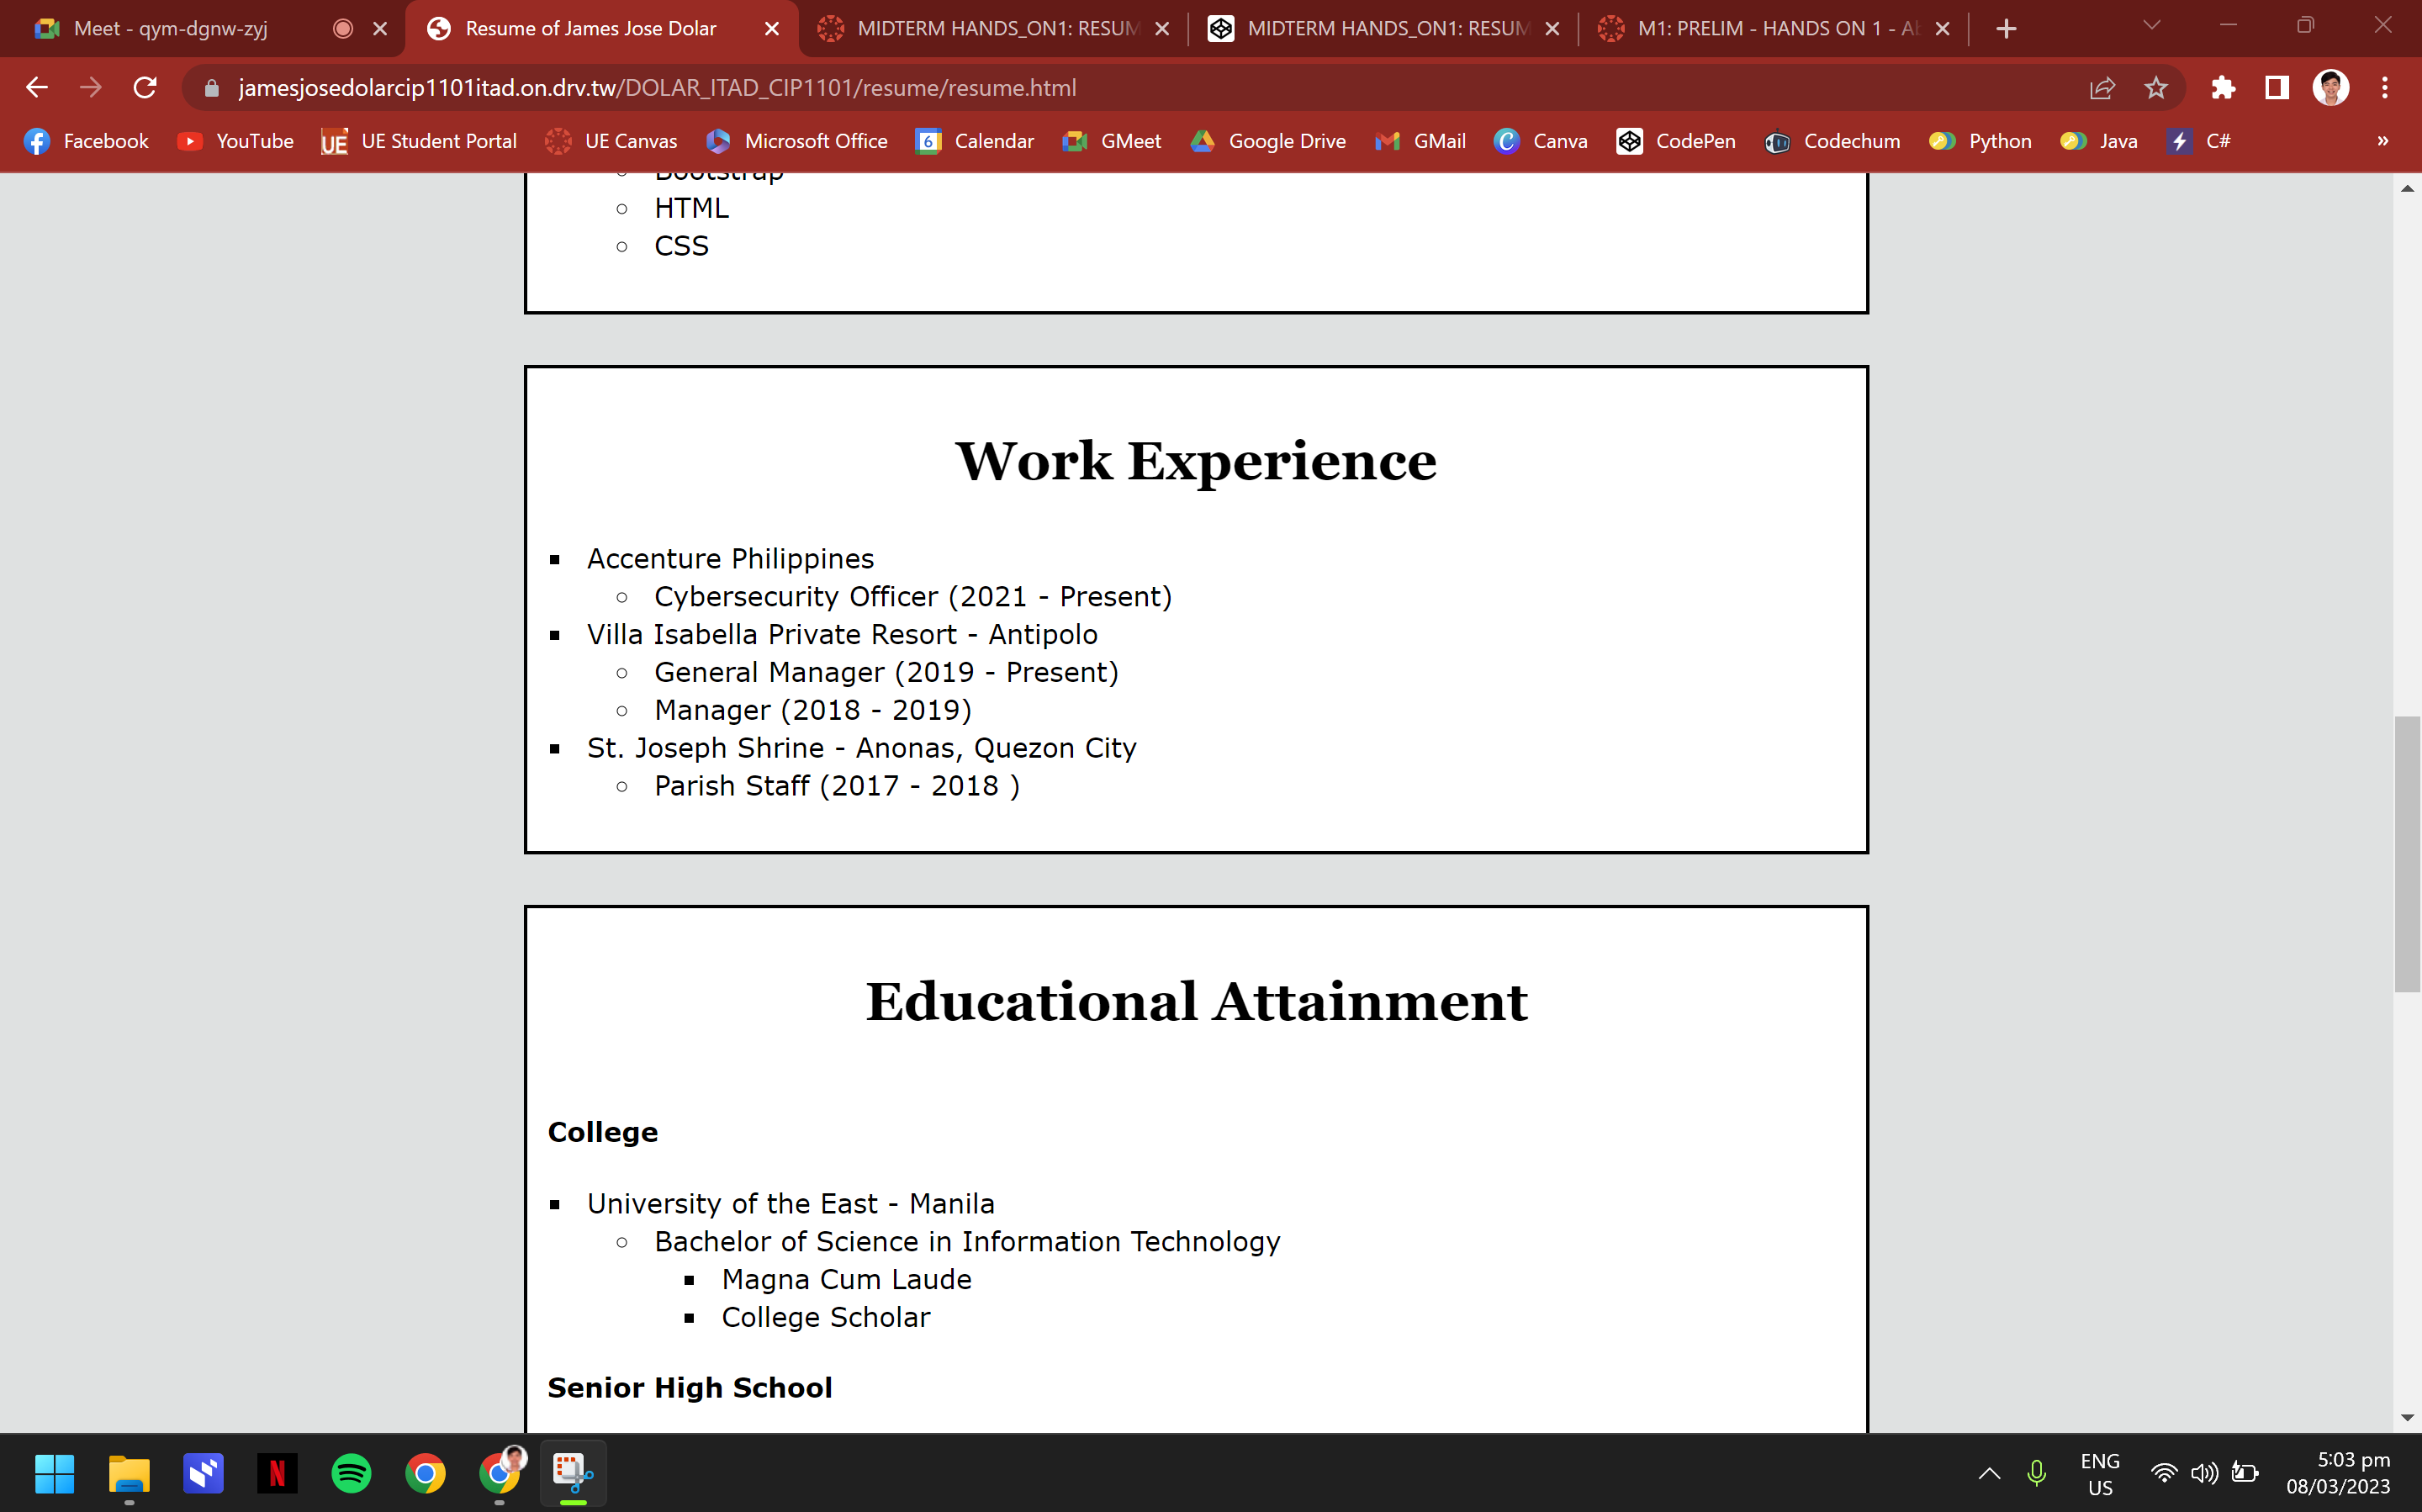 Meet - qym-dgnw-zyj
Resume of James Jose Dolar
MIDTERM HANDS_ON1: RESUM
MIDTERM HANDS_ON1: RESUM
M1: PRELIM - HANDS ON 1 - Al
jamesjosedolarcip1101itad.on.drv.tw/DOLAR_ITAD_CIP1101/resume/resume.html
Facebook YouTube UE UE Student Portal UE Canvas Microsoft Office 6 Calendar GMeet Google Drive GMail Canva CodePen Codechum Python Java C# »
Bootstrap
HTML
CSS
Work Experience
Accenture Philippines
Cybersecurity Officer (2021 - Present)
Villa Isabella Private Resort - Antipolo
General Manager (2019 - Present)
Manager (2018 - 2019)
St. Joseph Shrine - Anonas, Quezon City
Parish Staff (2017 - 2018 )
Educational Attainment
College
University of the East - Manila
Bachelor of Science in Information Technology
Magna Cum Laude
College Scholar
Senior High School
ENG
US
5:03 pm
08/03/2023